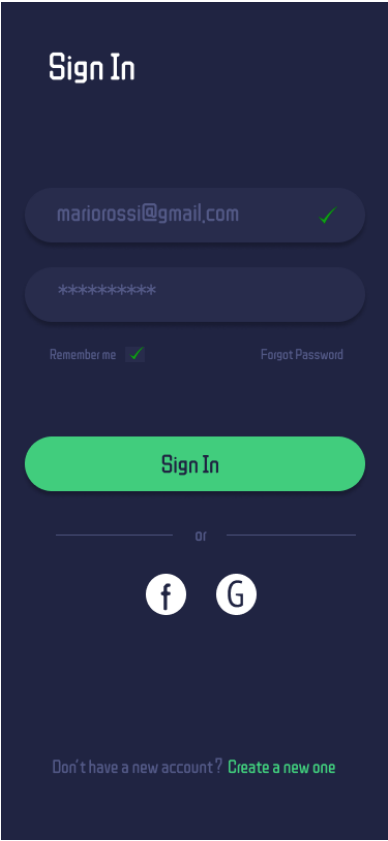 Sign In
mariorossi@gmail.com
**********
Remember me Forgot Password
Sign In
or
f G
Don't have a new account? Create a new one